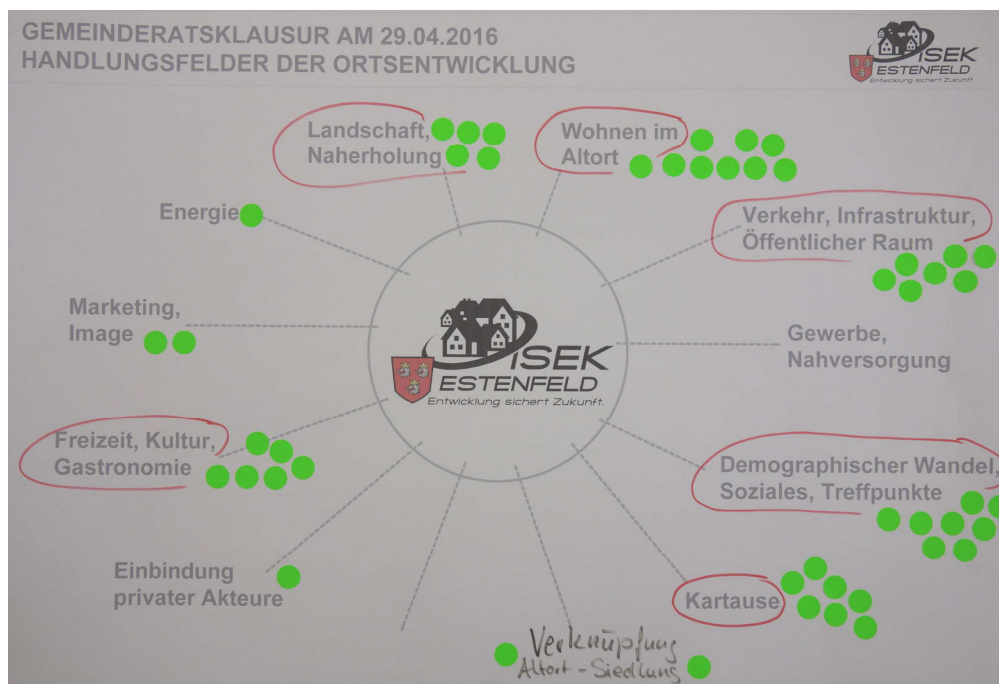 GEMEINDERATSKLAUSUR AM 29.04.2016
HANDLUNGSFELDER DER ORTSENTWICKLUNG
ISEK
ESTENFELD
Entwicklung sichert Zukunft
Landschaft,
Naherholung
Wohnen im
Altort
Energie
Verkehr, Infrastruktur,
Öffentlicher Raum
Marketing,
Image
Gewerbe,
Nahversorgung
ISEK
ESTENFELD
Entwicklung sichert Zukunft.
Freizeit, Kultur,
Gastronomie
Demographischer Wandel,
Soziales, Treffpunkte
Einbindung
privater Akteure
Kartause
Verknüpfung
Altort - Siedlung